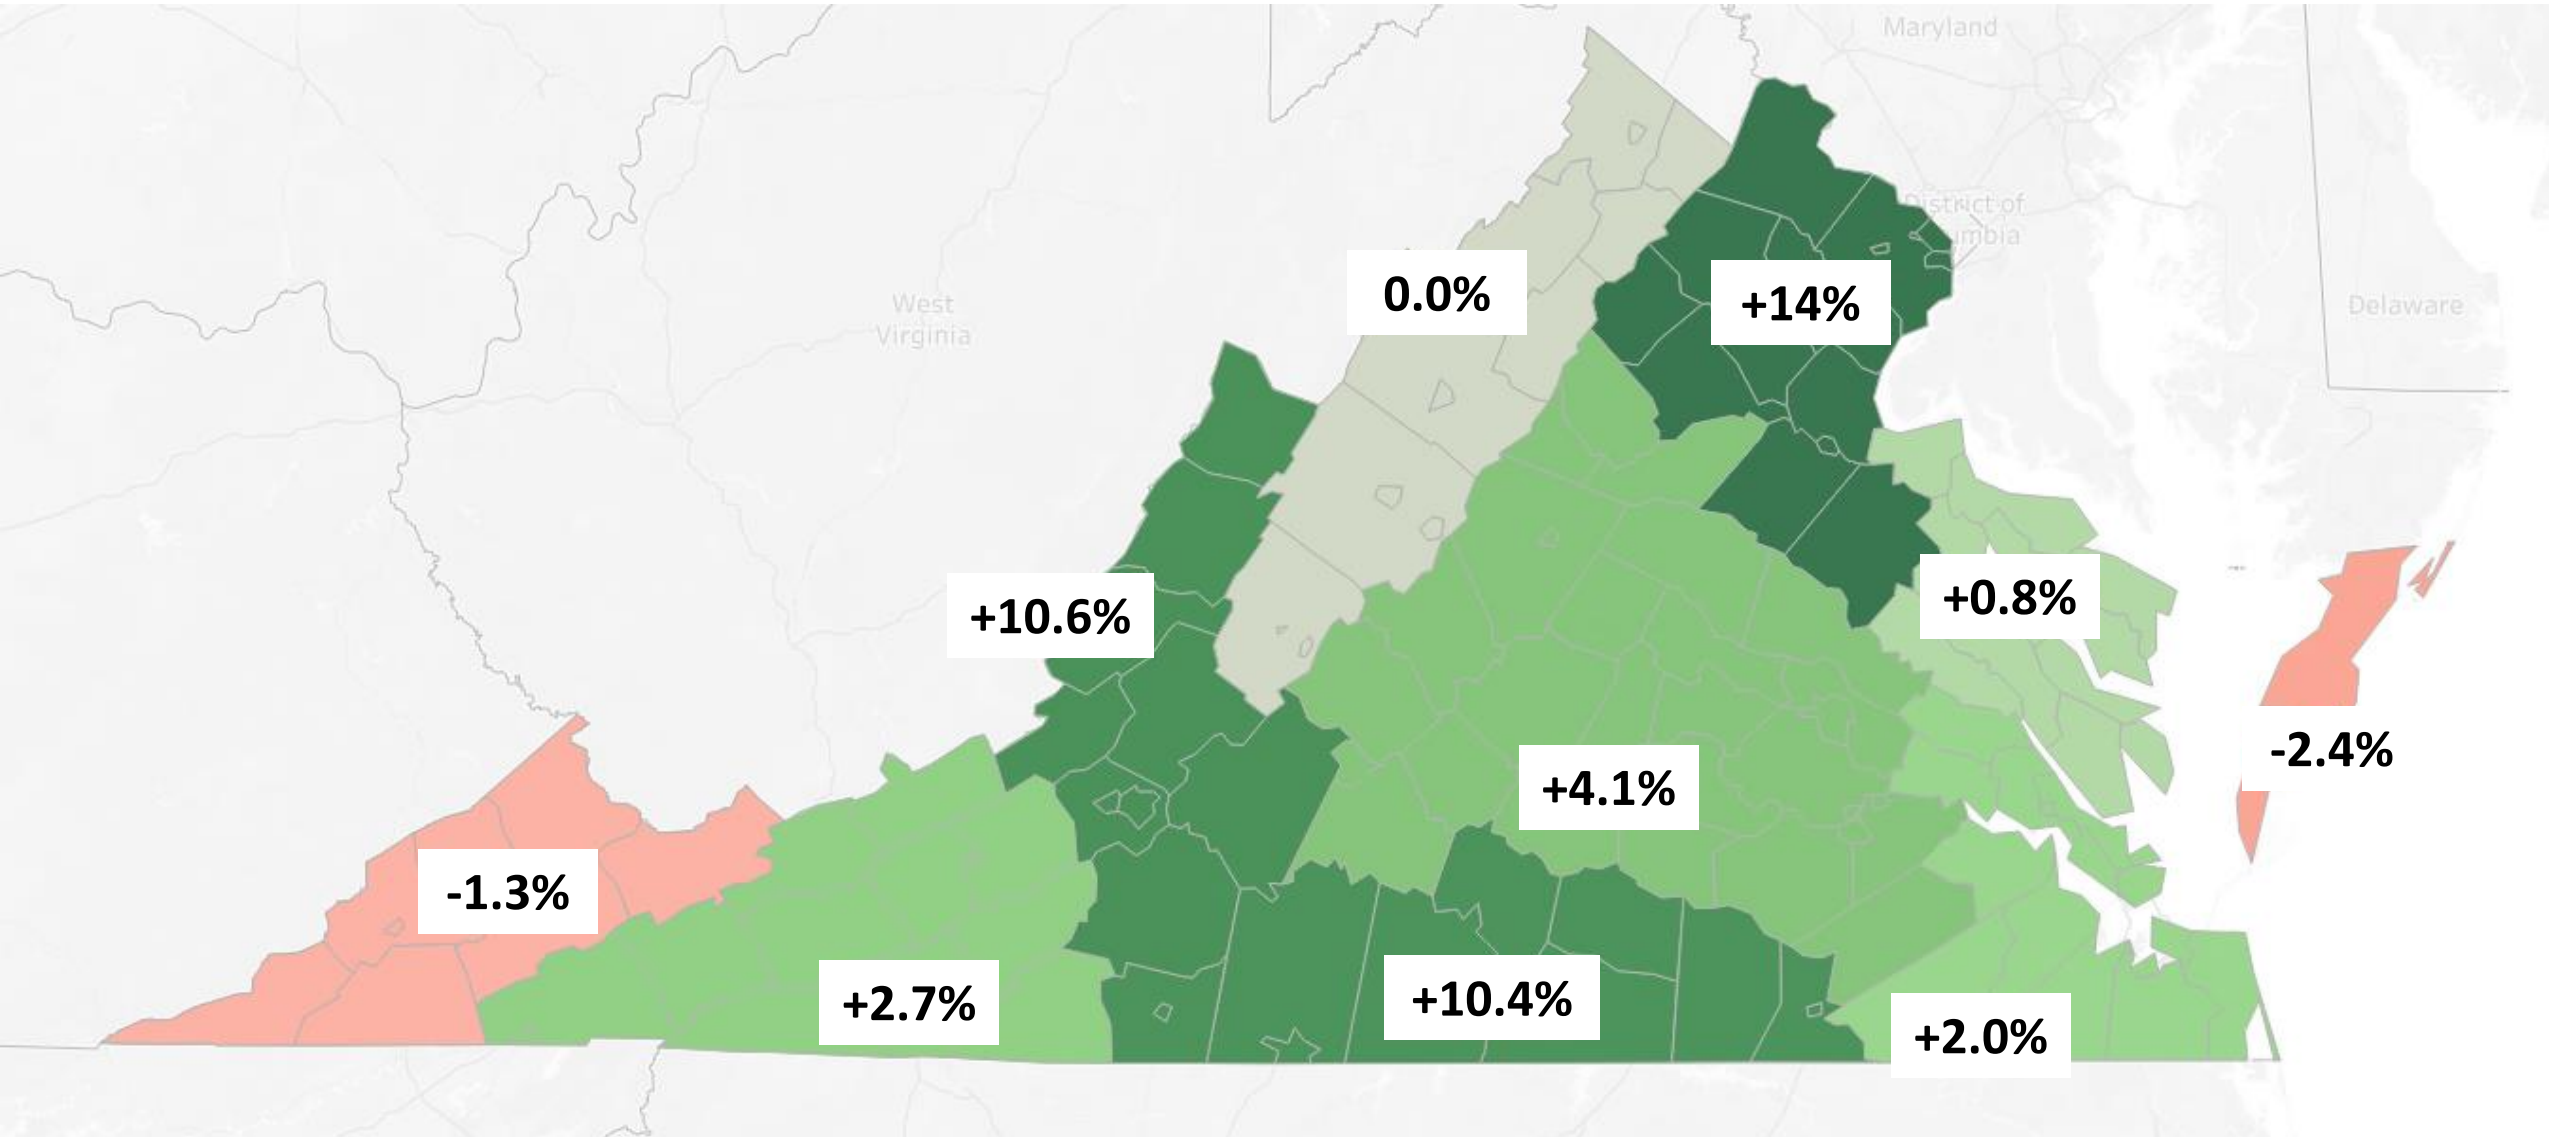 Maryland
District of
umbia
0.0%
+14%
West
Virginia
Delaware
+10.6%
+0.8%
-2.4%
+4.1%
-1.3%
+2.7%
+10.4%
+2.0%